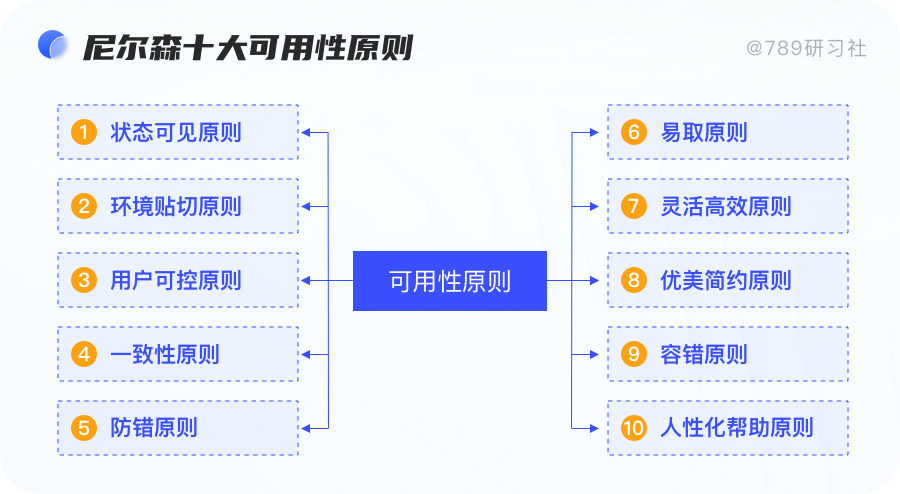 尼尔森十大可用性原则
@789研习社
1 状态可见原则
2 环境贴切原则
3 用户可控原则
4 一致性原则
5 防错原则
可用性原则
6 易取原则
7 灵活高效原则
8 优美简约原则
9 容错原则
10 人性化帮助原则